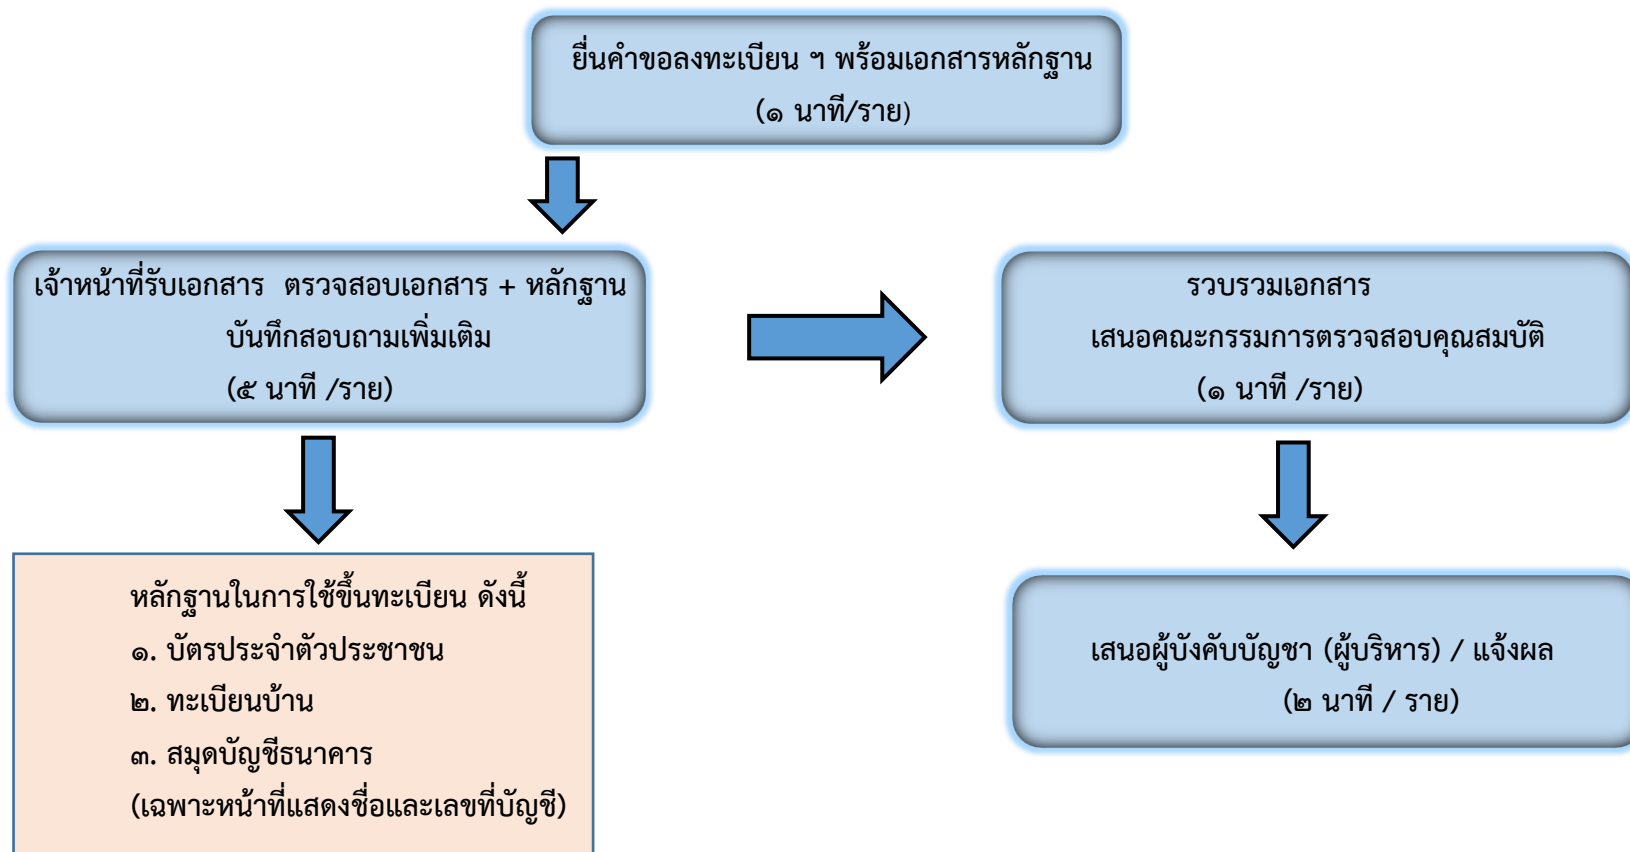 ยื่นคำขอลงทะเบียน ฯ พร้อมเอกสารหลักฐาน
(๑ นาที/ราย)
เจ้าหน้าที่รับเอกสาร ตรวจสอบเอกสาร + หลักฐาน
บันทึกสอบถามเพิ่มเติม
(๕ นาที /ราย)
รวบรวมเอกสาร
เสนอคณะกรรมการตรวจสอบคุณสมบัติ
(๑ นาที /ราย)
หลักฐานในการใช้ขึ้นทะเบียน ดังนี้
๑. บัตรประจำตัวประชาชน
๒. ทะเบียนบ้าน
๓. สมุดบัญชีธนาคาร
(เฉพาะหน้าที่แสดงชื่อและเลขที่บัญชี)
เสนอผู้บังคับบัญชา (ผู้บริหาร) / แจ้งผล
(๒ นาที / ราย)